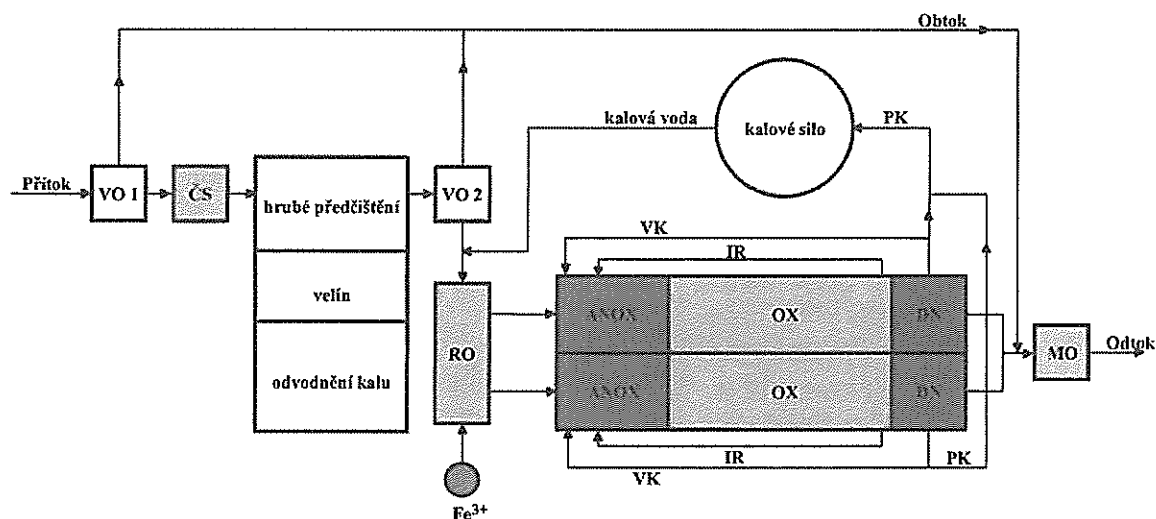 Obtok
kalová voda
kalové silo
PK
Přítok
VO 1
ČS
hrubé předčištění
VO 2
VK
IR
velín
ANOX
OX
DN
RO
MO
Odtok
odvodnění kalu
ANOX
OX
DN
IR
PK
VK
Fe³⁺